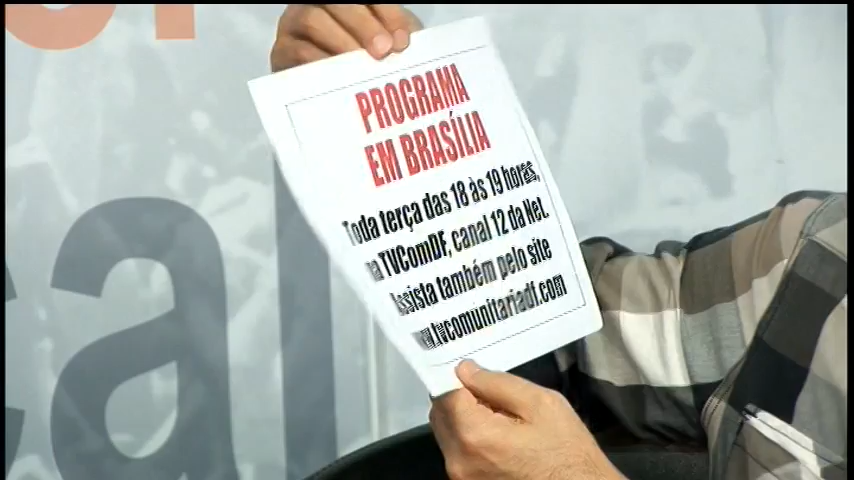 PROGRAMA
EM BRASÍLIA
Toda terça das 18 às 19 horas,
na TVComDF, canal 12 da Net.
Assista também pelo site
www.tvcomunitariadf.com
al